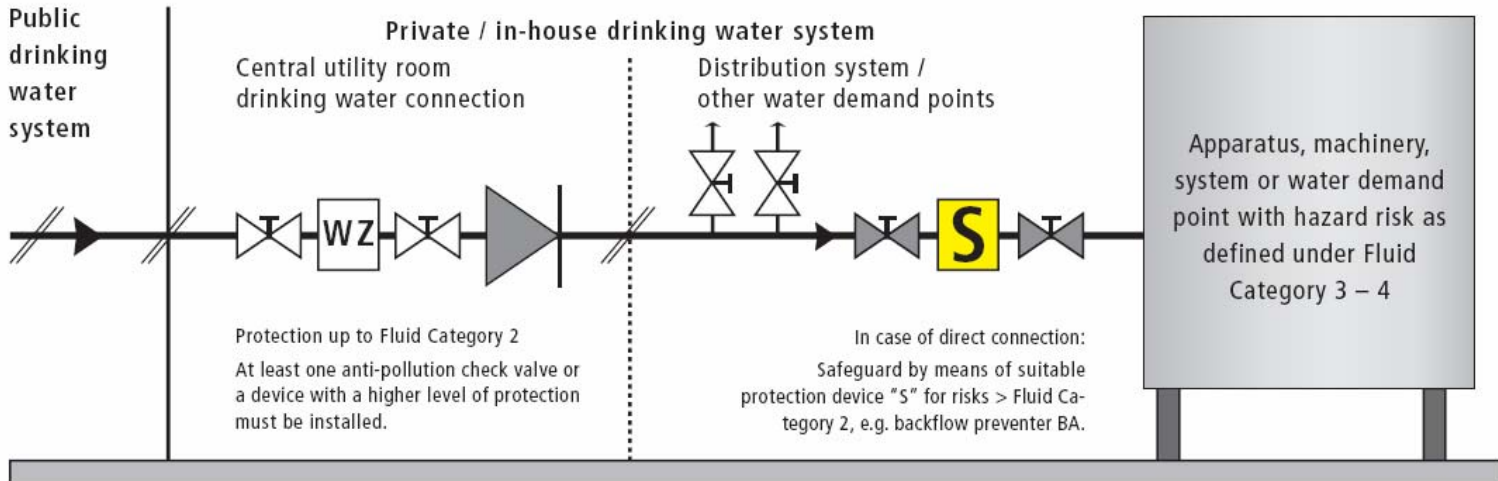 Public
drinking
water
system
Private / in-house drinking water system
Central utility room
drinking water connection
Distribution system /
other water demand points
WZ
S
Apparatus, machinery,
system or water demand
point with hazard risk as
defined under Fluid
Category 3 – 4
Protection up to Fluid Category 2
At least one anti-pollution check valve or
a device with a higher level of protection
must be installed.
In case of direct connection:
Safeguard by means of suitable
protection device "S" for risks > Fluid Ca-
tegory 2, e.g. backflow preventer BA.